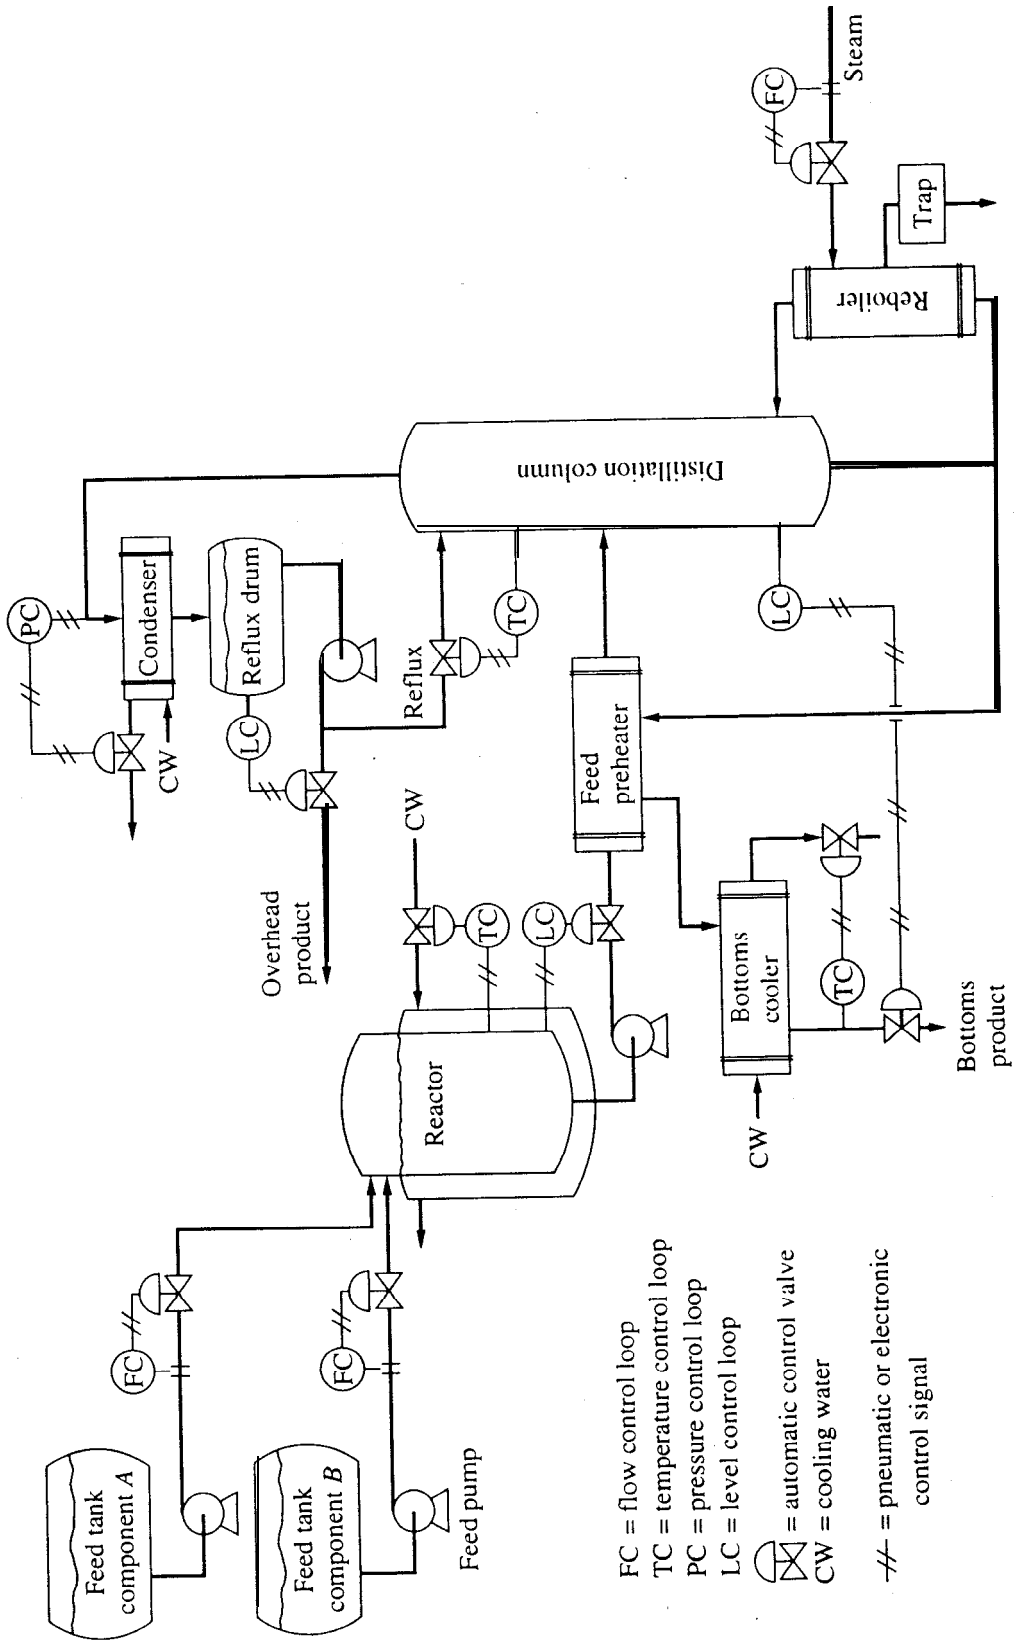 Feed tank
component A
Feed tank
component B
Feed pump
FC
FC
Reactor
TC
LC
CW
Overhead
product
PC
Condenser
CW
LC
Reflux drum
Reflux
TC
Distillation column
LC
Feed
preheater
Bottoms
cooler
CW
TC
Bottoms
product
Reboiler
Trap
FC
Steam
FC = flow control loop
TC = temperature control loop
PC = pressure control loop
LC = level control loop
= automatic control valve
CW = cooling water
= pneumatic or electronic
control signal